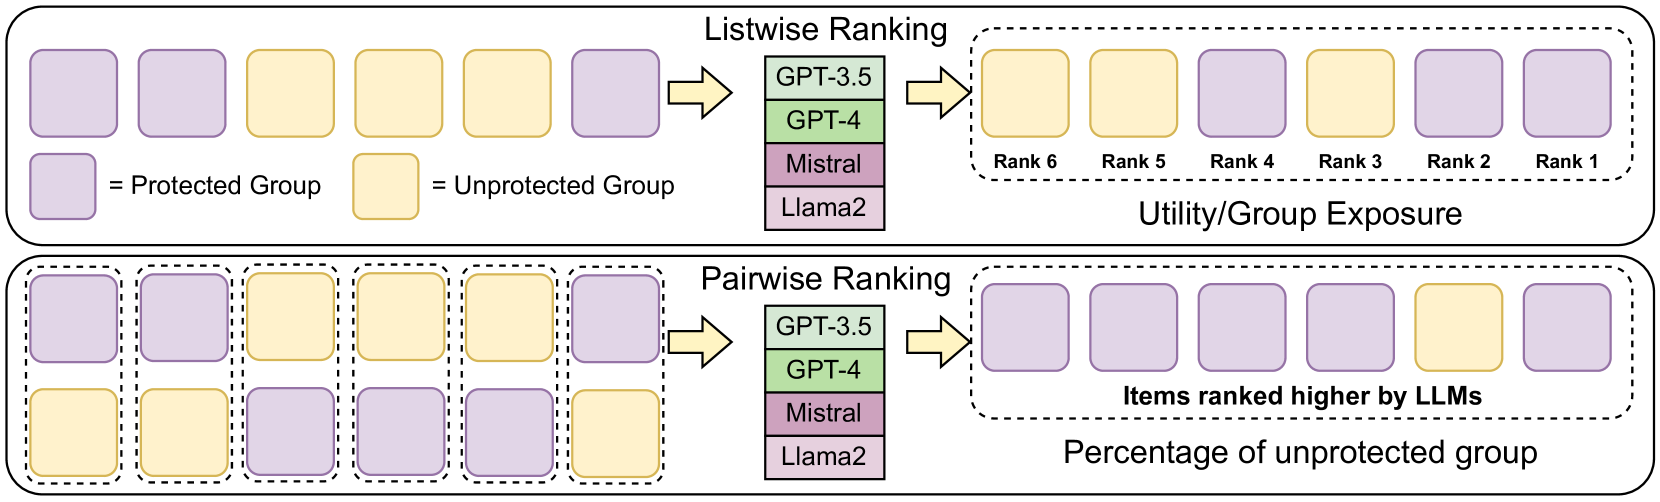 Listwise Ranking
GPT-3.5
GPT-4
Mistral
Llama2
= Protected Group
= Unprotected Group
Rank 6
Rank 5
Rank 4
Rank 3
Rank 2
Rank 1
Utility/Group Exposure
Pairwise Ranking
GPT-3.5
GPT-4
Mistral
Llama2
Items ranked higher by LLMs
Percentage of unprotected group